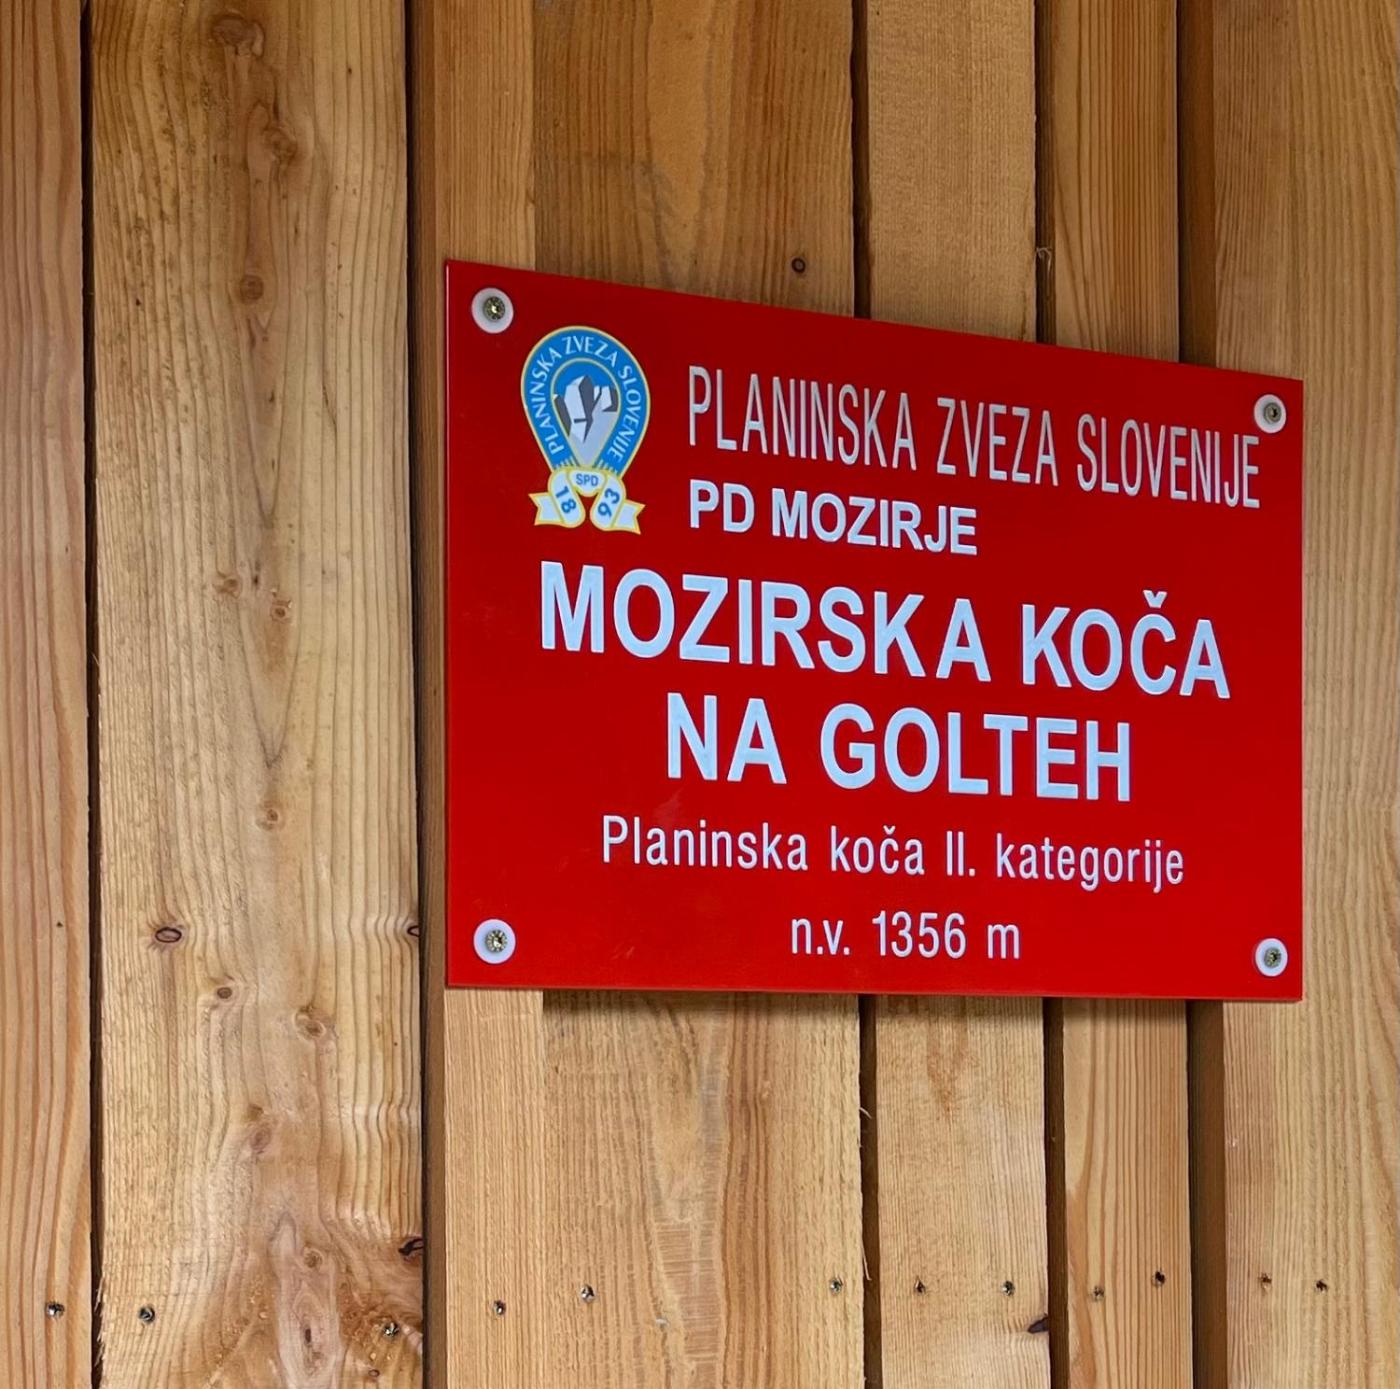 PLANINSKA ZVEZA SLOVENIJE
SPD
18 93
PLANINSKA ZVEZA SLOVENIJE
PD MOZIRJE
MOZIRSKA KOČA
NA GOLTEH
Planinska koča II. kategorije
n.v. 1356 m